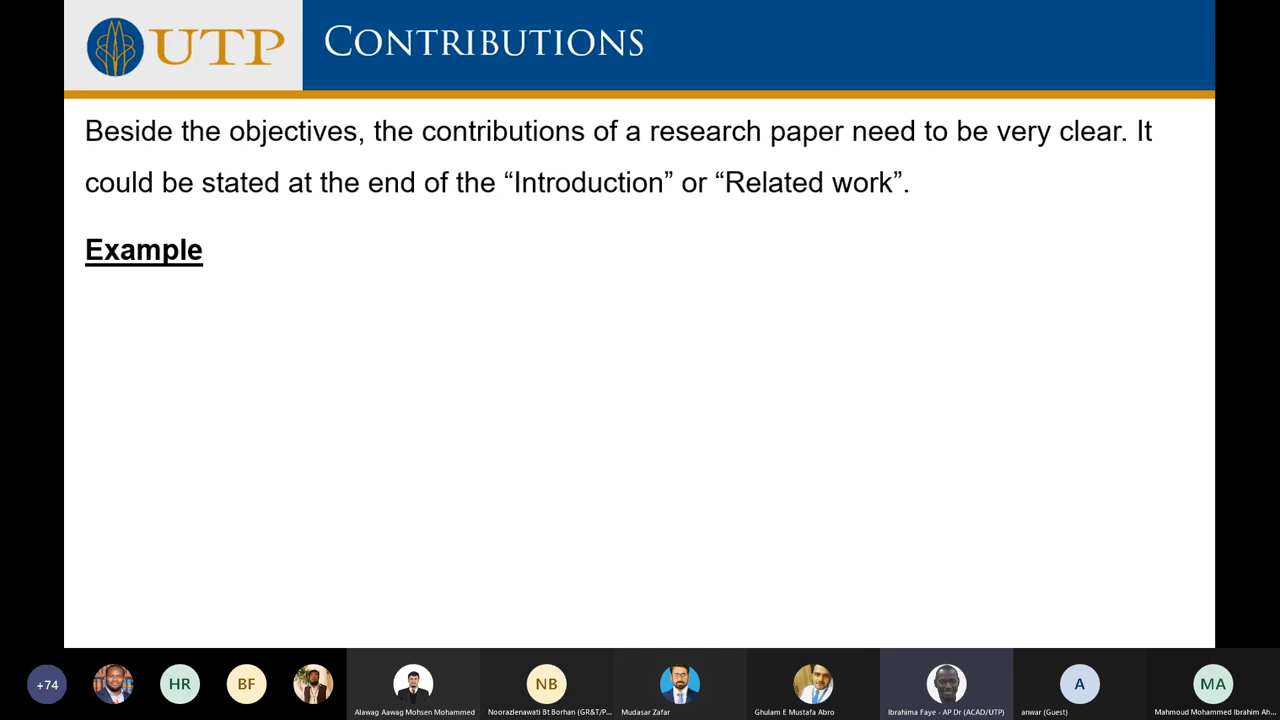 UTP
CONTRIBUTIONS
Beside the objectives, the contributions of a research paper need to be very clear. It
could be stated at the end of the “Introduction” or “Related work”.
Example
+74
HR
BF
NB
A
MA
Alawag Aawag Mohsen Mohammed
Noorazlenawati Bt Borhan (GR&T/P...
Mudasar Zafar
Ghulam E Mustafa Abro
Ibrahima Faye - AP Dr (ACAD/UTP)
anwar (Guest)
Mahmoud Mohammed Ibrahim Ah...